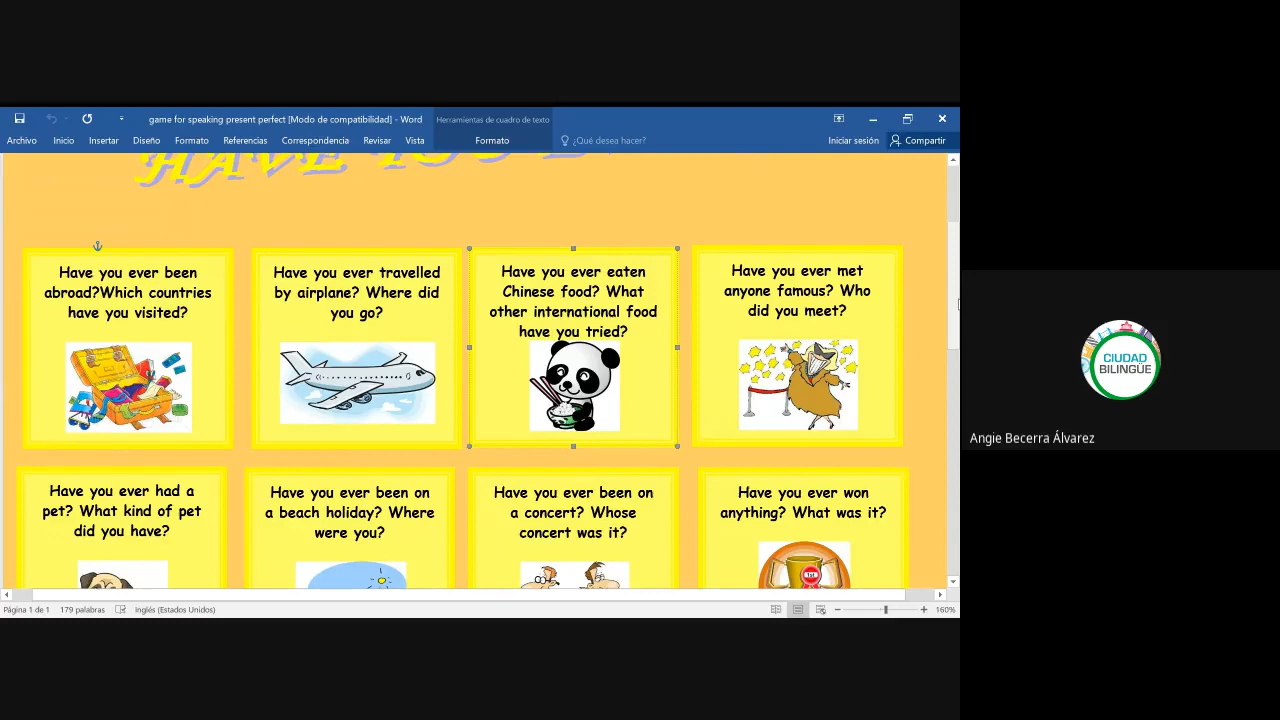 game for speaking present perfect [Modo de compatibilidad] - Word
Herramientas de cuadro de texto
Archivo Inicio Insertar Diseño Formato Referencias Correspondencia Revisar Vista Formato ¿Qué desea hacer? Iniciar sesión Compartir
Have you ever been
abroad?Which countries
have you visited?
Have you ever travelled
by airplane? Where did
you go?
Have you ever eaten
Chinese food? What
other international food
have you tried?
Have you ever met
anyone famous? Who
did you meet?
Have you ever had a
pet? What kind of pet
did you have?
Have you ever been on
a beach holiday? Where
were you?
Have you ever been on
a concert? Whose
concert was it?
Have you ever won
anything? What was it?
1st
Página 1 de 1 179 palabras Inglés (Estados Unidos) 160%
CIUDAD
BILINGÜE
Angie Becerra Álvarez